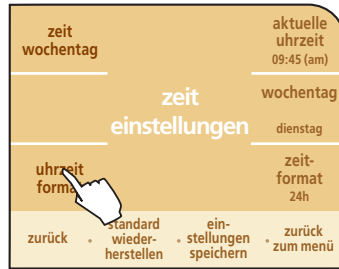 zeit
wochentag
aktuelle
uhrzeit
09:45 (am)
zeit
einstellungen
wochentag
dienstag
uhrzeit
format
zeit-
format
24h
zurück
standard
wieder-
herstellen
ein-
stellungen
speichern
zurück
zum menü